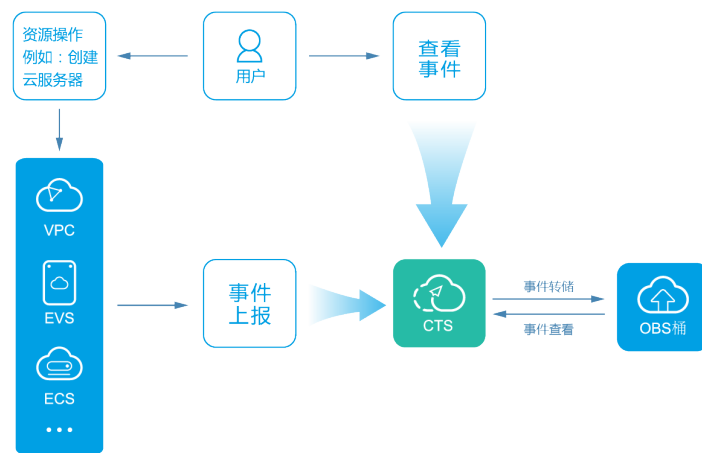 资源操作
例如：创建
云服务器
用户
查看
事件
VPC
EVS
ECS
事件
上报
CTS
事件转储
事件查看
OBS桶